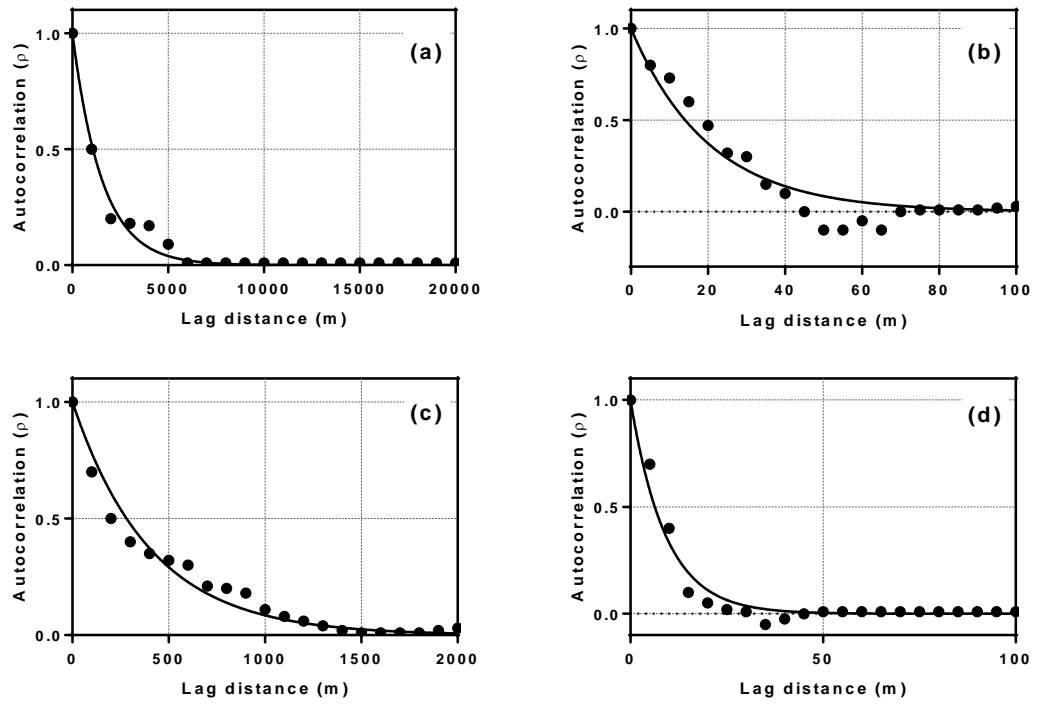 1.0
0.5
0.0
Autocorrelation (ρ)
(a)
0 5000 10000 15000 20000
Lag distance (m)
1.0
0.5
0.0
Autocorrelation (ρ)
(b)
0 20 40 60 80 100
Lag distance (m)
1.0
0.5
0.0
Autocorrelation (ρ)
(c)
0 500 1000 1500 2000
Lag distance (m)
1.0
0.5
0.0
Autocorrelation (ρ)
(d)
0 50 100
Lag distance (m)